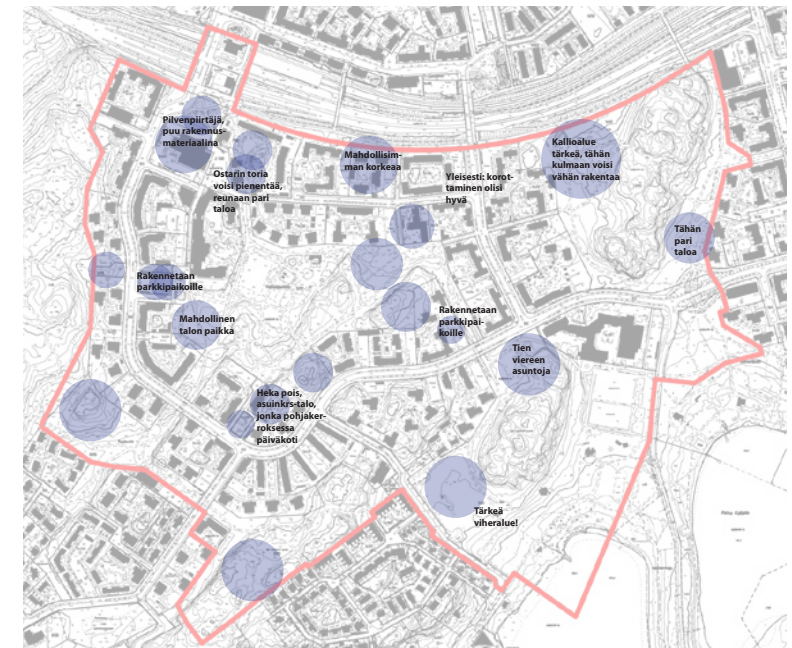 Pilvenpiirtäjä,
puu rakennus-
materiaalina
Ostarin toria
voisi pienentää,
reunaan pari
taloa
Mahdollisim-
man korkeaa
Yleisesti: korot-
taminen olisi
hyvä
Kallioalue
tärkeä, tähän
kulmaan voisi
vähän rakentaa
Tähän
pari
taloa
Rakennetaan
parkkipaikoille
Mahdollinen
talon paikka
Rakennetaan
parkkipai-
koille
Tien
viereen
asuntoja
Heka pois,
asuinkrs-talo,
jonka pohjaker-
roksessa
päiväkoti
Tärkeä
viheralue!